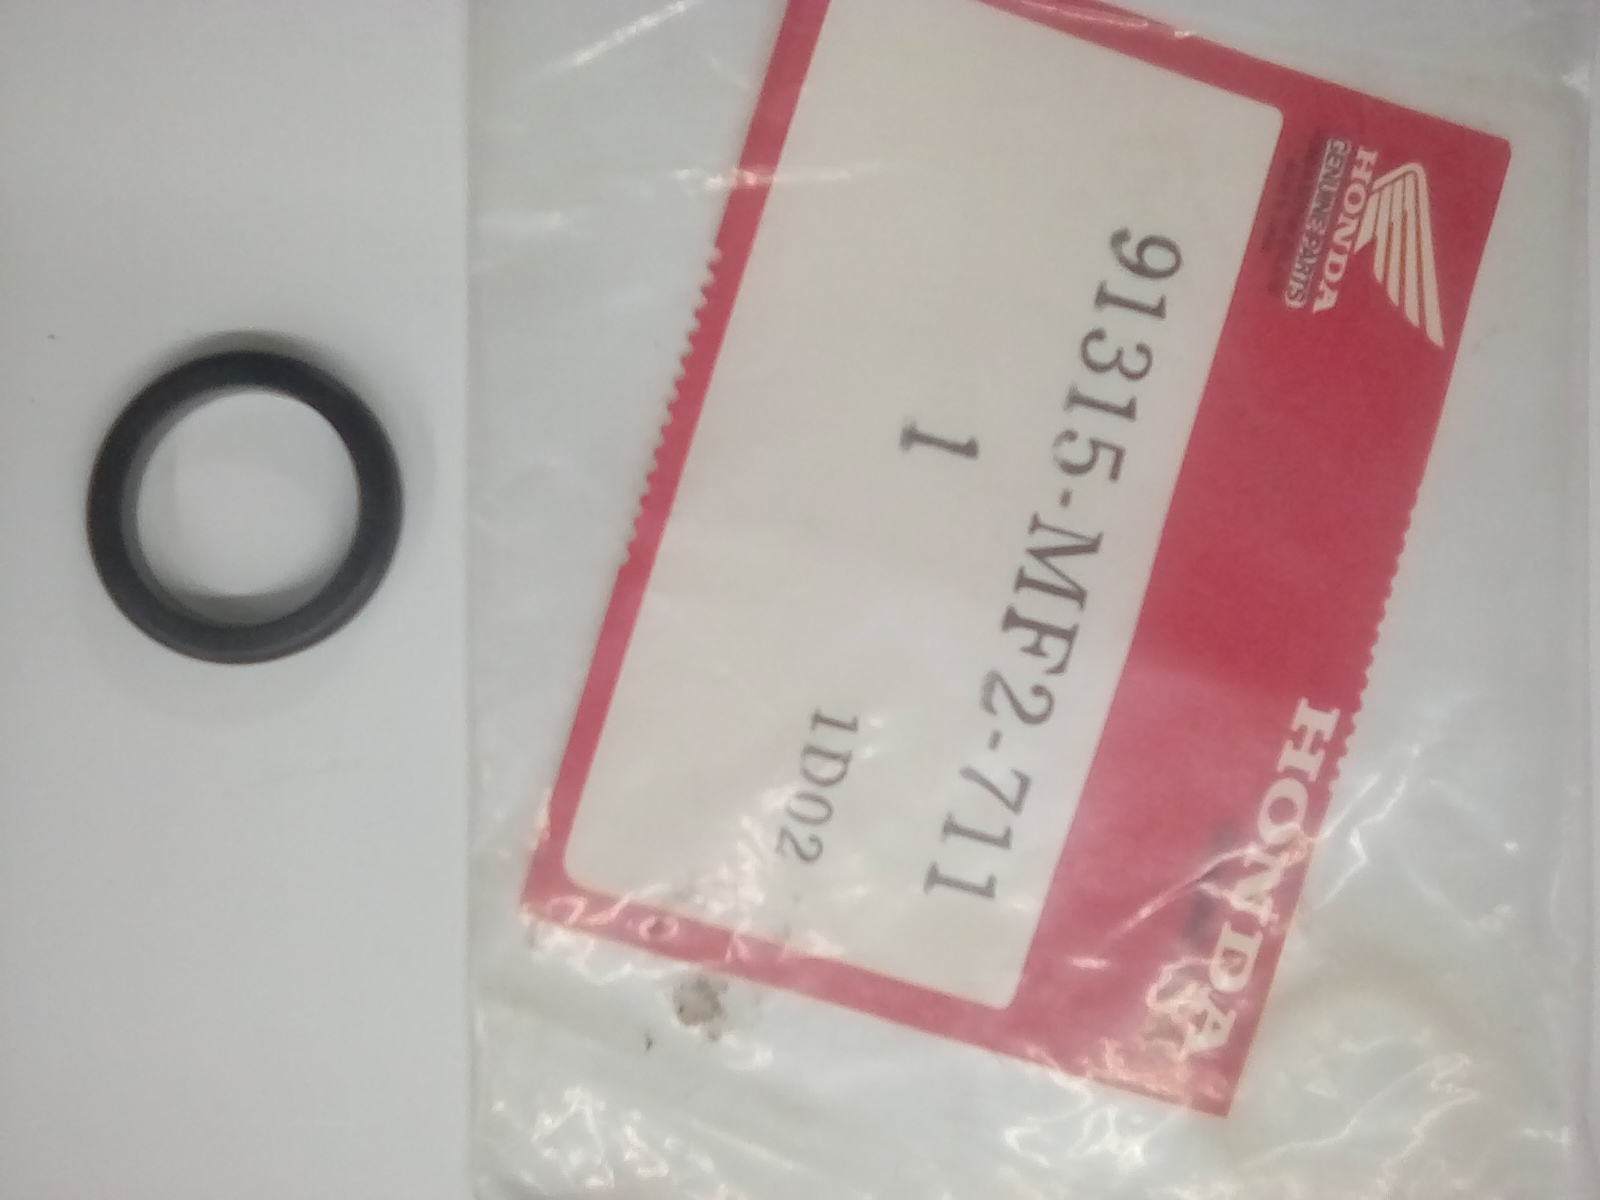 HONDA
GENUINE PARTS
HONDA
91315-MF2-711
1
1D02